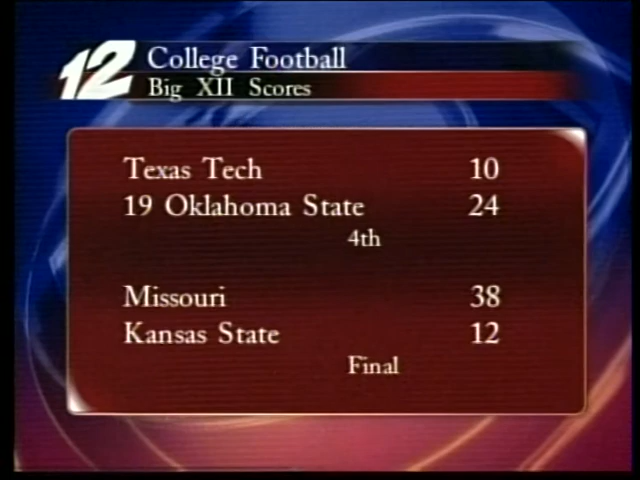 12
College Football
Big XII Scores
Texas Tech 10
19 Oklahoma State 24
4th
Missouri 38
Kansas State 12
Final